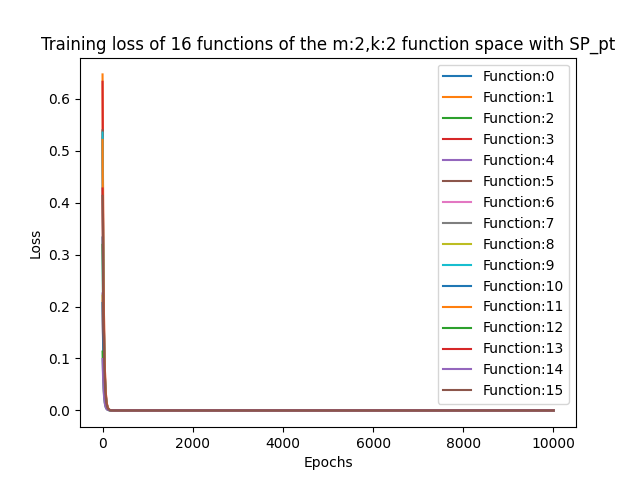 Training loss of 16 functions of the m:2,k:2 function space with SP_pt
Function:0
Function:1
Function:2
Function:3
Function:4
Function:5
Function:6
Function:7
Function:8
Function:9
Function:10
Function:11
Function:12
Function:13
Function:14
Function:15
Loss
0.6
0.5
0.4
0.3
0.2
0.1
0.0
0 2000 4000 6000 8000 10000
Epochs